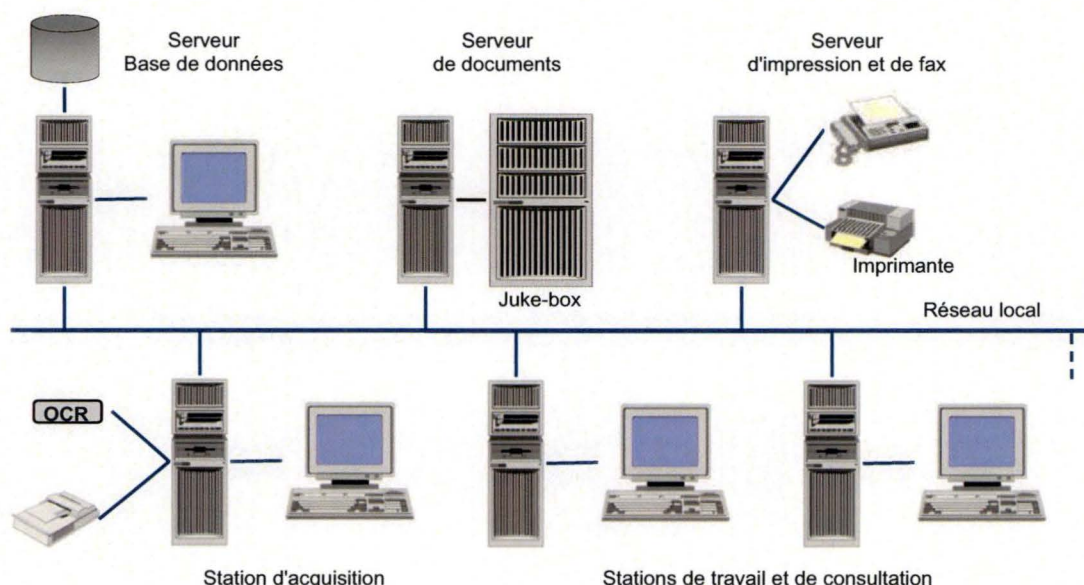 Serveur
Base de données
Serveur
de documents
Serveur
d'impression et de fax
Imprimante
Juke-box
Réseau local
OCR
Station d'acquisition
Stations de travail et de consultation